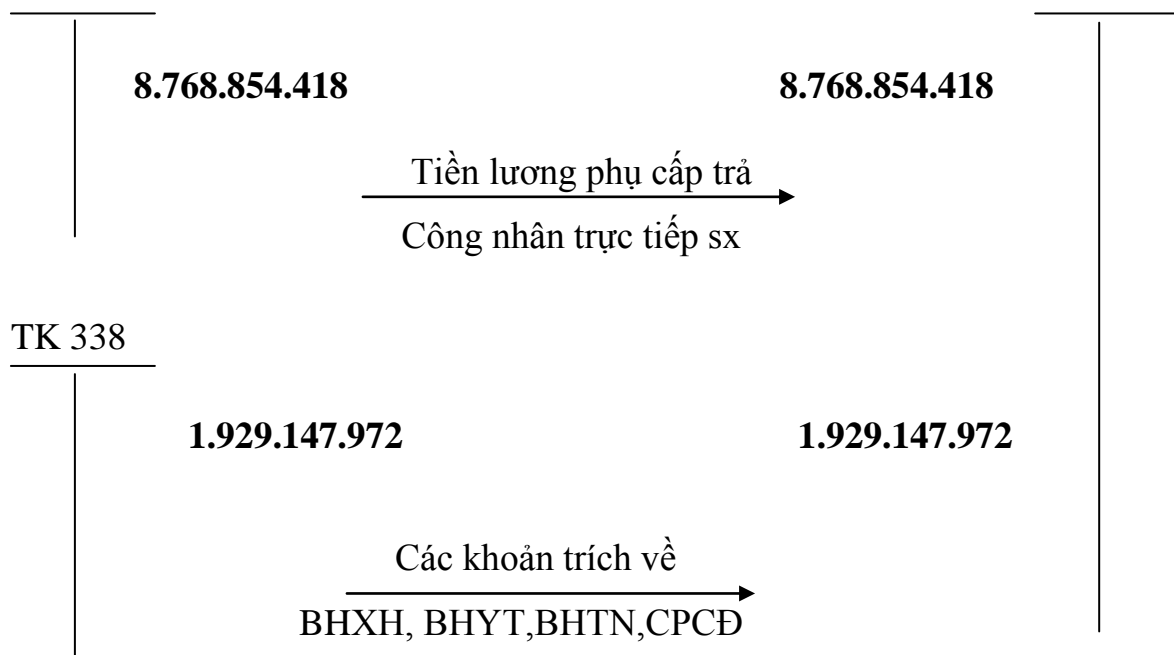 8.768.854.418 8.768.854.418
Tiền lương phụ cấp trả
Công nhân trực tiếp sx
TK 338
1.929.147.972 1.929.147.972
Các khoản trích về
BHXH, BHYT,BHTN,CPCĐ